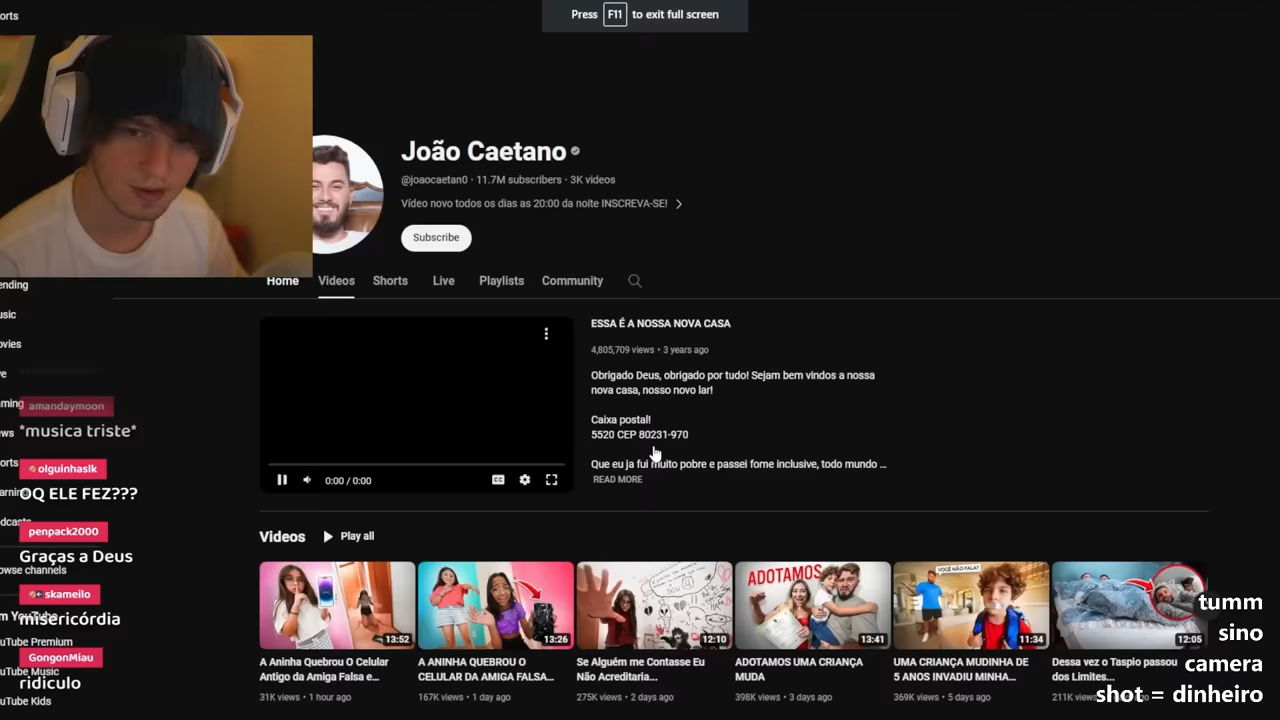 orts
Press F11 to exit full screen
João Caetano
@joaocaetan0 · 11.7M subscribers · 3K videos
Vídeo novo todos os dias as 20:00 da noite INSCREVA-SE!
Subscribe
Home Videos Shorts Live Playlists Community
ending
usic
ovies
ve
aming
ews
orts
arning
dcasts
owse channels
m YouTube
uTube Premium
uTube Music
uTube Kids
amandaymoon
*musica triste*
olguinhaslk
OQ ELE FEZ???
penpack2000
Graças a Deus
skameilo
misericórdia
GongonMiau
ridiculo
0:00 / 0:00
ESSA É A NOSSA NOVA CASA
4,805,709 views • 3 years ago
Obrigado Deus, obrigado por tudo! Sejam bem vindos a nossa
nova casa, nosso novo lar!
Caixa postal!
5520 CEP 80231-970
Que eu ja fui muito pobre e passei fome inclusive, todo mundo ...
READ MORE
Videos Play all
13:52
A Aninha Quebrou O Celular
Antigo da Amiga Falsa e...
31K views • 1 hour ago
13:26
A ANINHA QUEBROU O
CELULAR DA AMIGA FALSA...
167K views • 1 day ago
12:10
Se Alguém me Contasse Eu
Não Acreditaria...
275K views • 2 days ago
ADOTAMOS
13:41
ADOTAMOS UMA CRIANÇA
MUDA
398K views • 3 days ago
VOCÊ NÃO FALA?
11:34
UMA CRIANÇA MUDINHA DE
5 ANOS INVADIU MINHA...
369K views • 5 days ago
12:05
Dessa vez o Taspio passou
dos Limites...
211K views
tumm
sino
camera
shot = dinheiro